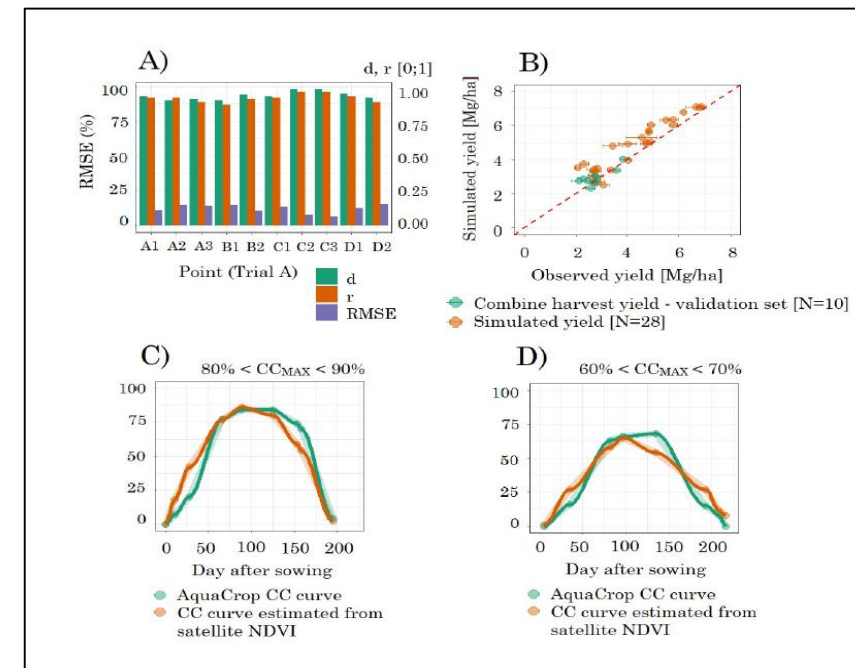 A)
d, r [0;1]
RMSE (%)
100
75
50
25
0
1.00
0.75
0.50
0.25
0.00
A1 A2 A3 B1 B2 C1 C2 C3 D1 D2
Point (Trial A)
d
r
RMSE
B)
Simulated yield [Mg/ha]
8
6
4
2
0
0 2 4 6 8
Observed yield [Mg/ha]
Combine harvest yield - validation set [N=10]
Simulated yield [N=28]
C)
80% < CCMAX < 90%
100
75
50
25
0
0 50 100 150 200
Day after sowing
AquaCrop CC curve
CC curve estimated from
satellite NDVI
D)
60% < CCMAX < 70%
100
75
50
25
0
0 50 100 150 200
Day after sowing
AquaCrop CC curve
CC curve estimated from
satellite NDVI